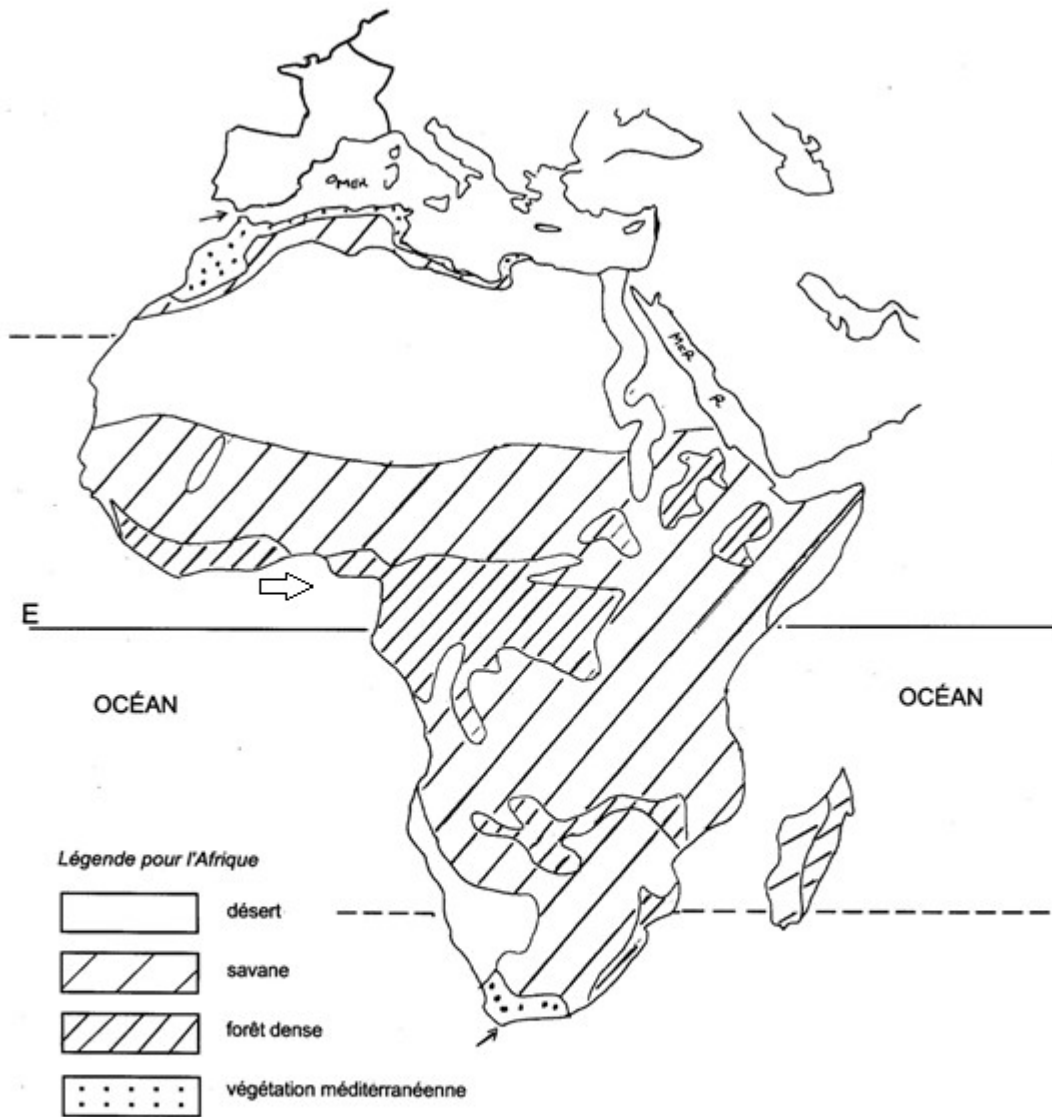 MER
MER
R
E
OCÉAN
OCÉAN
Légende pour l'Afrique
désert
savane
forêt dense
végétation méditerranéenne